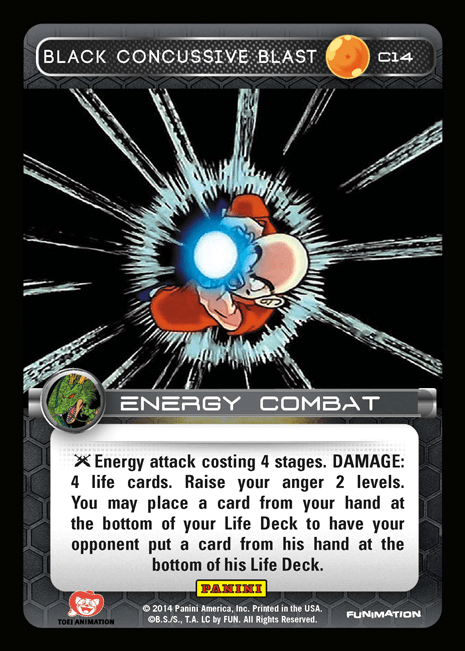 BLACK CONCUSSIVE BLAST C14
ENERGY COMBAT
Energy attack costing 4 stages. DAMAGE:
4 life cards. Raise your anger 2 levels.
You may place a card from your hand at
the bottom of your Life Deck to have your
opponent put a card from his hand at the
bottom of his Life Deck.
PANINI
TOEI ANIMATION
© 2014 Panini America, Inc. Printed in the USA.
©B.S./S., T.A. LC by FUN. All Rights Reserved.
FUNIMATION